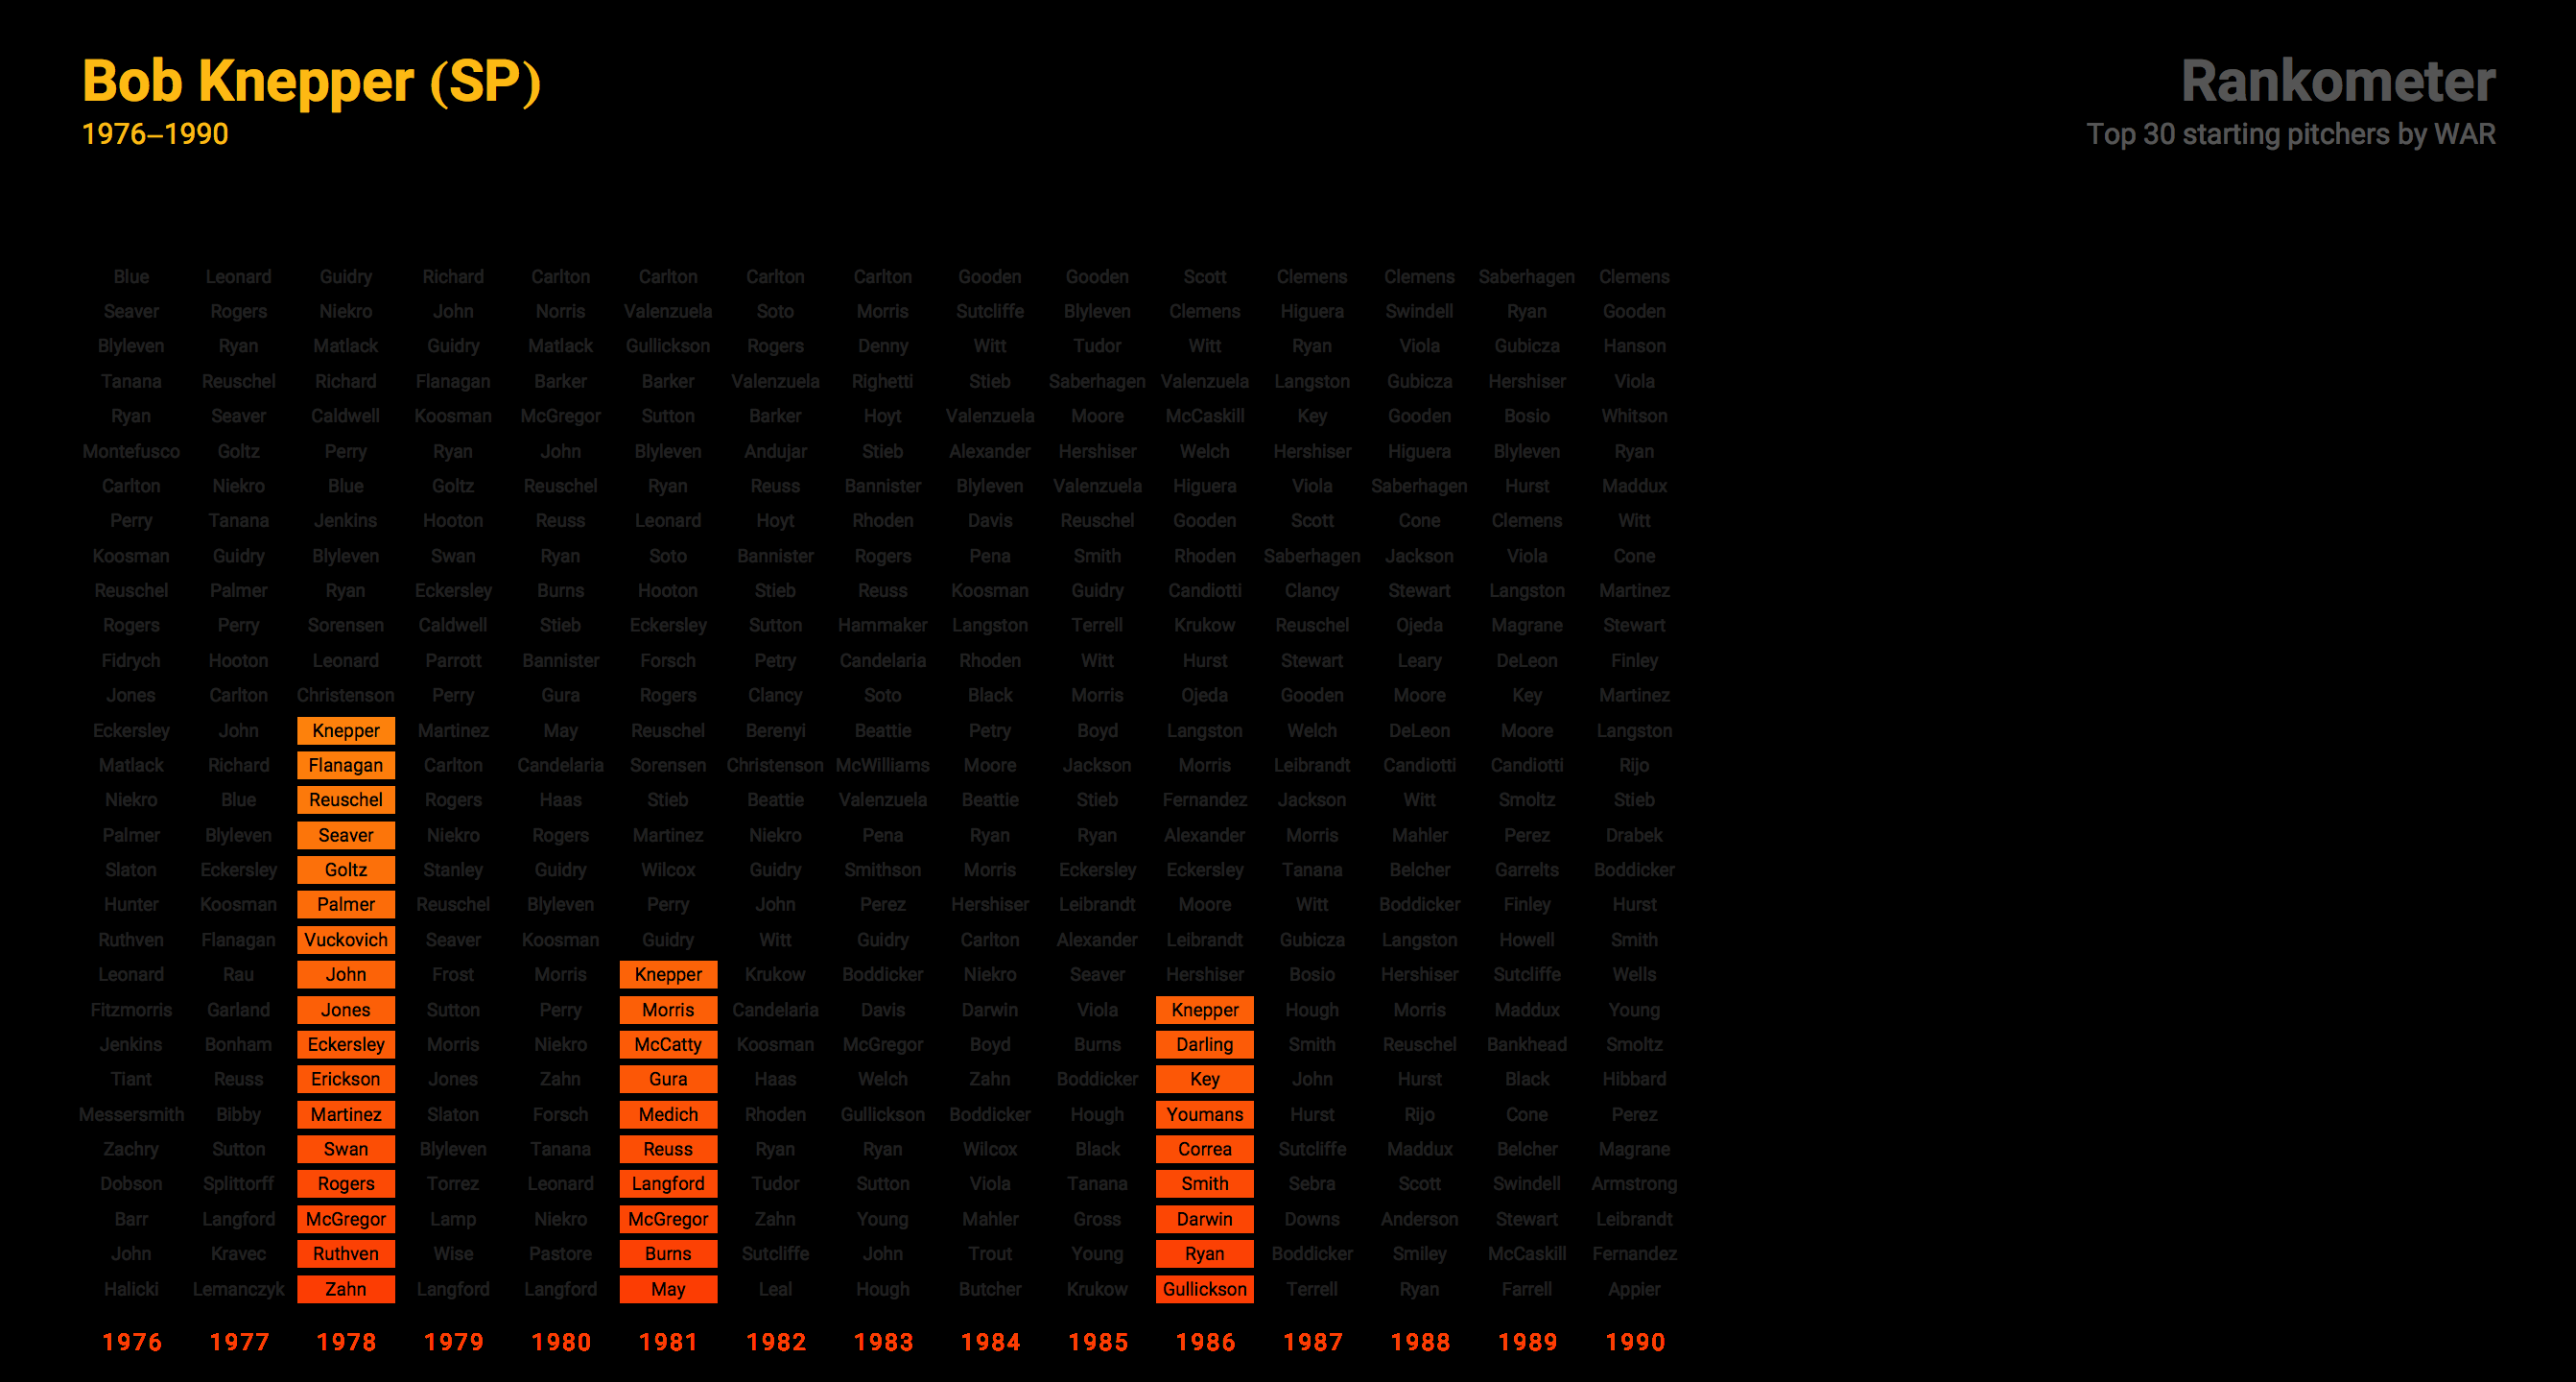 Bob Knepper (SP)
1976–1990
Rankometer
Top 30 starting pitchers by WAR
Blue Leonard Guidry Richard Carlton Carlton Carlton Carlton Gooden Gooden Scott Clemens Clemens Saberhagen Clemens
Seaver Rogers Niekro John Norris Valenzuela Soto Morris Sutcliffe Blyleven Clemens Higuera Swindell Ryan Gooden
Blyleven Ryan Matlack Guidry Matlack Gullickson Rogers Denny Witt Tudor Witt Ryan Viola Gubicza Hanson
Tanana Reuschel Richard Flanagan Barker Barker Valenzuela Righetti Stieb Saberhagen Valenzuela Langston Gubicza Hershiser Viola
Ryan Seaver Caldwell Koosman McGregor Sutton Barker Hoyt Valenzuela Moore McCaskill Key Gooden Bosio Whitson
Montefusco Goltz Perry Ryan John Blyleven Andujar Stieb Alexander Hershiser Welch Hershiser Higuera Blyleven Ryan
Carlton Niekro Blue Goltz Reuschel Ryan Reuss Bannister Blyleven Valenzuela Higuera Viola Saberhagen Hurst Maddux
Perry Tanana Jenkins Hooton Reuss Leonard Hoyt Rhoden Davis Reuschel Gooden Scott Cone Clemens Witt
Koosman Guidry Blyleven Swan Ryan Soto Bannister Rogers Pena Smith Rhoden Saberhagen Jackson Viola Cone
Reuschel Palmer Ryan Eckersley Burns Hooton Stieb Reuss Koosman Guidry Candiotti Clancy Stewart Langston Martinez
Rogers Perry Sorensen Caldwell Stieb Eckersley Sutton Hammaker Langston Terrell Krukow Reuschel Ojeda Magrane Stewart
Fidrych Hooton Leonard Parrott Bannister Forsch Petry Candelaria Rhoden Witt Hurst Stewart Leary DeLeon Finley
Jones Carlton Christenson Perry Gura Rogers Clancy Soto Black Morris Ojeda Gooden Moore Key Martinez
Eckersley John Knepper Martinez May Reuschel Berenyi Beattie Petry Boyd Langston Welch DeLeon Moore Langston
Matlack Richard Flanagan Carlton Candelaria Sorensen Christenson McWilliams Moore Jackson Morris Leibrandt Candiotti Candiotti Rijo
Niekro Blue Reuschel Rogers Haas Stieb Beattie Valenzuela Beattie Stieb Fernandez Jackson Witt Smoltz Stieb
Palmer Blyleven Seaver Niekro Rogers Martinez Niekro Pena Ryan Ryan Alexander Morris Mahler Perez Drabek
Slaton Eckersley Goltz Stanley Guidry Wilcox Guidry Smithson Morris Eckersley Eckersley Tanana Belcher Garrelts Boddicker
Hunter Koosman Palmer Reuschel Blyleven Perry John Perez Hershiser Leibrandt Moore Witt Boddicker Finley Hurst
Ruthven Flanagan Vuckovich Seaver Koosman Guidry Witt Guidry Carlton Alexander Leibrandt Gubicza Langston Howell Smith
Leonard Rau John Frost Morris Knepper Krukow Boddicker Niekro Seaver Hershiser Bosio Hershiser Sutcliffe Wells
Fitzmorris Garland Jones Sutton Perry Morris Candelaria Davis Darwin Viola Knepper Hough Morris Maddux Young
Jenkins Bonham Eckersley Morris Niekro McCatty Koosman McGregor Boyd Burns Darling Smith Reuschel Bankhead Smoltz
Tiant Reuss Erickson Jones Zahn Gura Haas Welch Zahn Boddicker Key John Hurst Black Hibbard
Messersmith Bibby Martinez Slaton Forsch Medich Rhoden Gullickson Boddicker Hough Youmans Hurst Rijo Cone Perez
Zachry Sutton Swan Blyleven Tanana Reuss Ryan Ryan Wilcox Black Correa Sutcliffe Maddux Belcher Magrane
Dobson Splittorff Rogers Torrez Leonard Langford Tudor Sutton Viola Tanana Smith Sebra Scott Swindell Armstrong
Barr Langford McGregor Lamp Niekro McGregor Zahn Young Mahler Gross Darwin Downs Anderson Stewart Leibrandt
John Kravec Ruthven Wise Pastore Burns Sutcliffe John Trout Young Ryan Boddicker Smiley McCaskill Fernandez
Halicki Lemanczyk Zahn Langford Langford May Leal Hough Butcher Krukow Gullickson Terrell Ryan Farrell Appier
1976 1977 1978 1979 1980 1981 1982 1983 1984 1985 1986 1987 1988 1989 1990